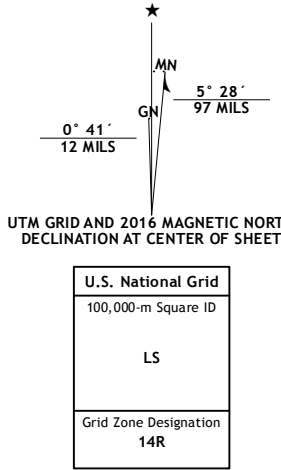 MN
GN
5° 28´
97 MILS
0° 41´
12 MILS
UTM GRID AND 2016 MAGNETIC NORT
DECLINATION AT CENTER OF SHEET
U.S. National Grid
100,000-m Square ID
LS
Grid Zone Designation
14R